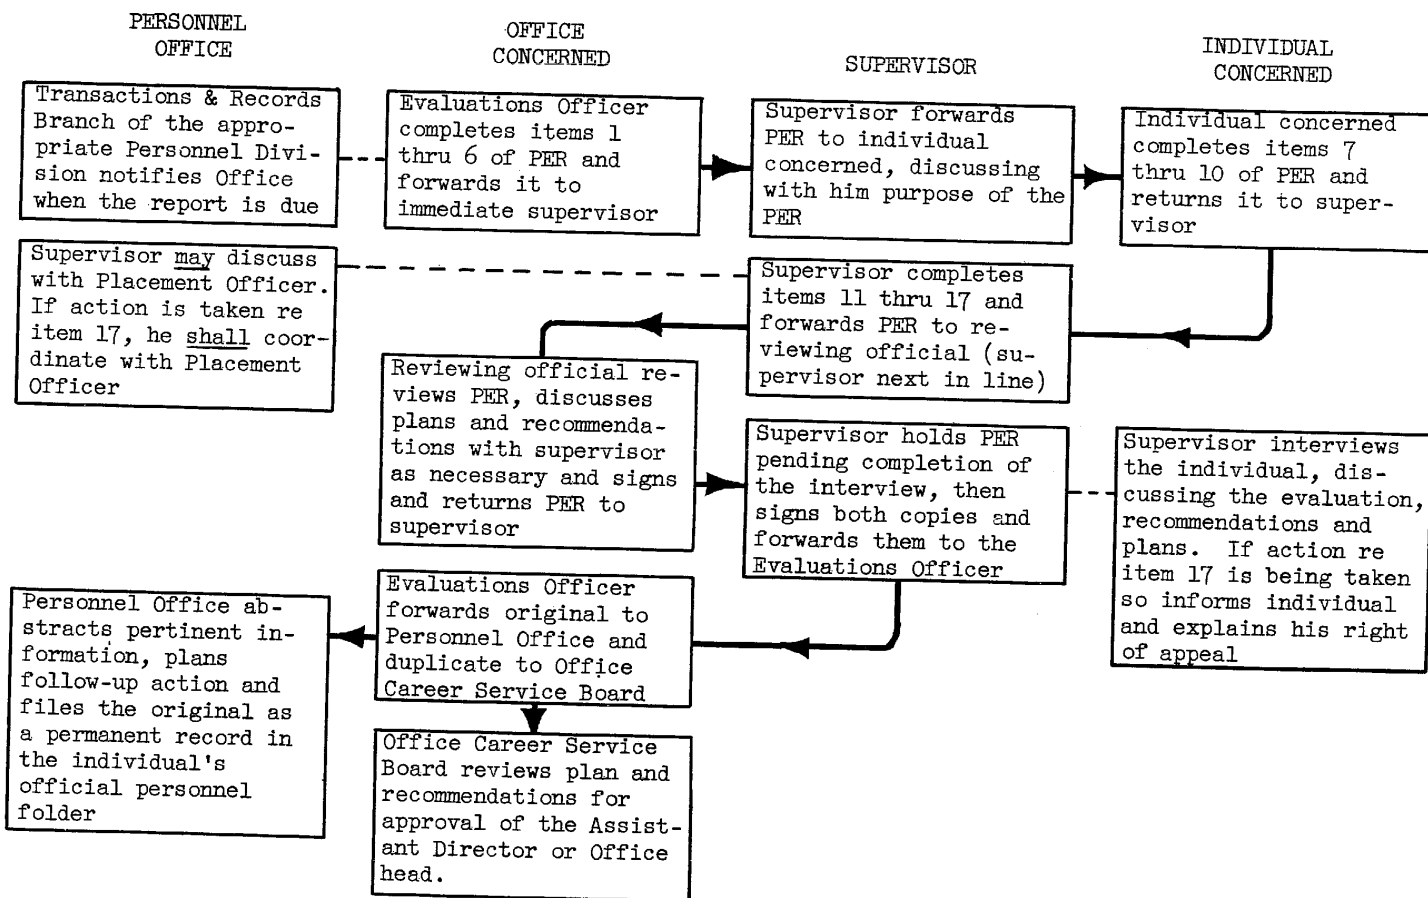 PERSONNEL
OFFICE
OFFICE
CONCERNED
SUPERVISOR
INDIVIDUAL
CONCERNED
Transactions & Records
Branch of the appro-
priate Personnel Divi-
sion notifies Office
when the report is due
Evaluations Officer
completes items 1
thru 6 of PER and
forwards it to
immediate supervisor
Supervisor forwards
PER to individual
concerned, discussing
with him purpose of the
PER
Individual concerned
completes items 7
thru 10 of PER and
returns it to super-
visor
Supervisor may discuss
with Placement Officer.
If action is taken re
item 17, he shall coor-
dinate with Placement
Officer
Supervisor completes
items 11 thru 17 and
forwards PER to re-
viewing official (su-
pervisor next in line)
Reviewing official re-
views PER, discusses
plans and recommenda-
tions with supervisor
as necessary and signs
and returns PER to
supervisor
Supervisor holds PER
pending completion of
the interview, then
signs both copies and
forwards them to the
Evaluations Officer
Supervisor interviews
the individual, dis-
cussing the evaluation,
recommendations and
plans. If action re
item 17 is being taken
so informs individual
and explains his right
of appeal
Evaluations Officer
forwards original to
Personnel Office and
duplicate to Office
Career Service Board
Personnel Office ab-
stracts pertinent in-
formation, plans
follow-up action and
files the original as
a permanent record in
the individual's
official personnel
folder
Office Career Service
Board reviews plan and
recommendations for
approval of the Assist-
ant Director or Office
head.